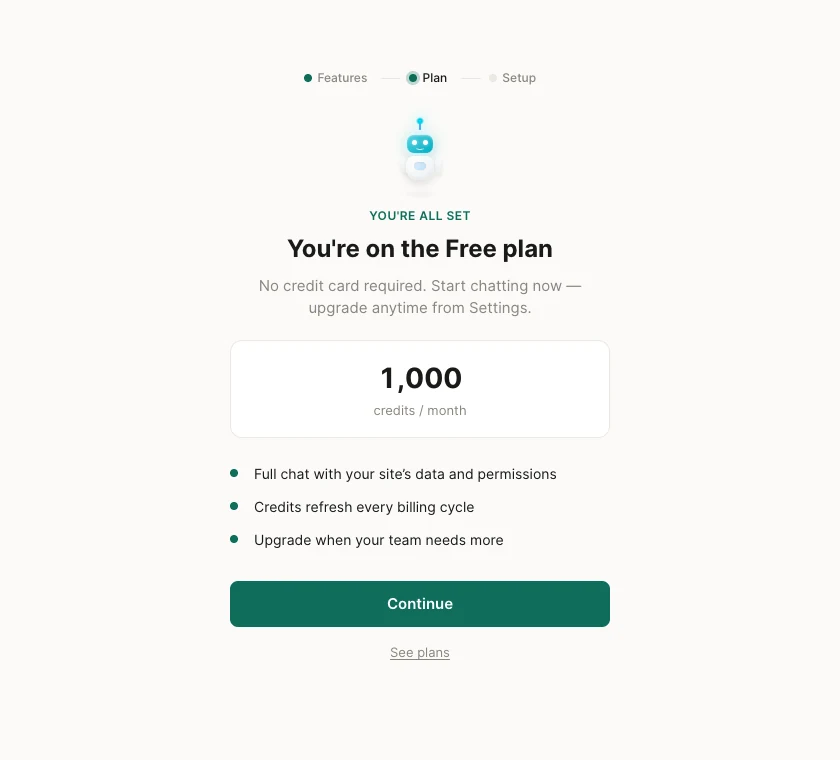 Features
Plan
Setup
YOU'RE ALL SET
You're on the Free plan
No credit card required. Start chatting now —
upgrade anytime from Settings.
1,000
credits / month
Full chat with your site’s data and permissions
Credits refresh every billing cycle
Upgrade when your team needs more
Continue
See plans